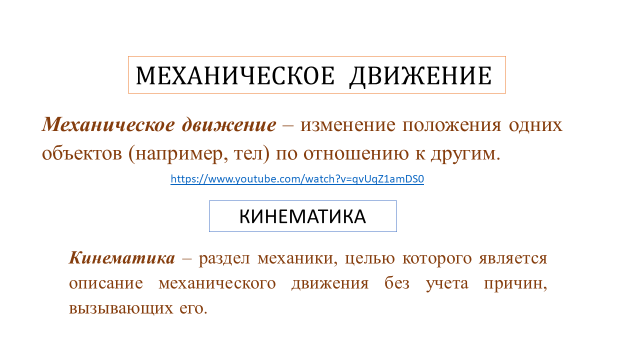 МЕХАНИЧЕСКОЕ ДВИЖЕНИЕ
Механическое движение – изменение положения одних
объектов (например, тел) по отношению к другим.
https://www.youtube.com/watch?v=qvUqZ1amDS0
КИНЕМАТИКА
Кинематика – раздел механики, целью которого является
описание механического движения без учета причин,
вызывающих его.